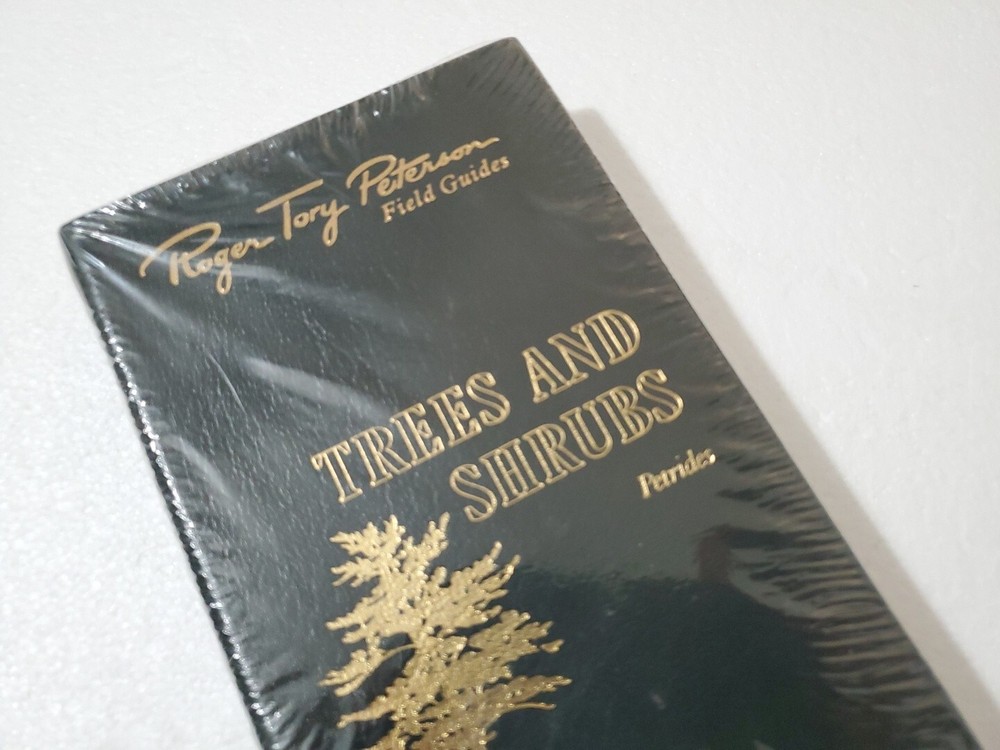 Roger Tory Peterson
Field Guides
TREES AND
SHRUBS
Petrides